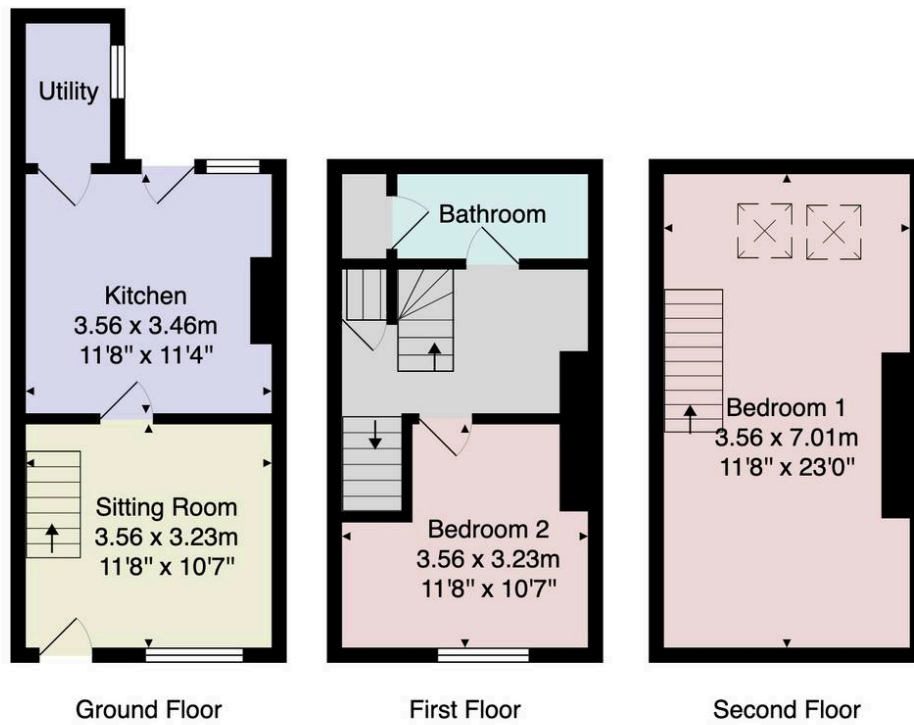 Utility
Kitchen
3.56 x 3.46m
11'8" x 11'4"
Sitting Room
3.56 x 3.23m
11'8" x 10'7"
Ground Floor
Bathroom
Bedroom 2
3.56 x 3.23m
11'8" x 10'7"
First Floor
Bedroom 1
3.56 x 7.01m
11'8" x 23'0"
Second Floor